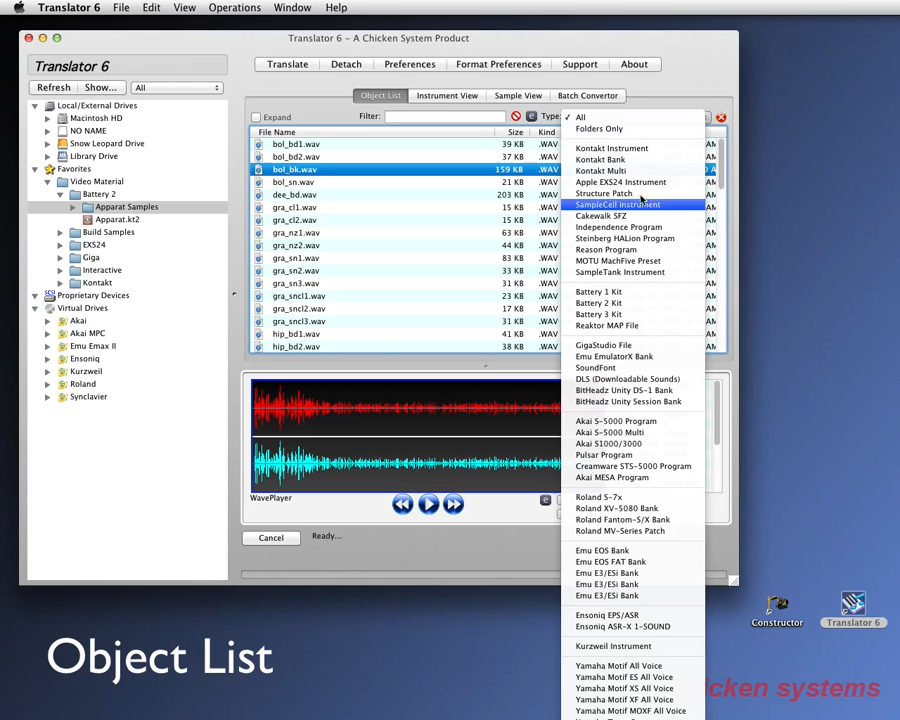 Translator 6 File Edit View Operations Window Help
Translator 6 – A Chicken System Product
Translator 6
Translate Detach Preferences Format Preferences Support About
Refresh Show... All
Object List Instrument View Sample View Batch Convertor
Expand Filter: e Type:
File Name Size Kind
bol_bd1.wav 39 KB .WAV
bol_bd2.wav 37 KB .WAV
bol_bk.wav 159 KB .WAV
bol_sn.wav 21 KB .WAV
dee_bd.wav 203 KB .WAV
gra_cl1.wav 15 KB .WAV
gra_cl2.wav 15 KB .WAV
gra_nz1.wav 63 KB .WAV
gra_nz2.wav 44 KB .WAV
gra_sn1.wav 83 KB .WAV
gra_sn2.wav 33 KB .WAV
gra_sn3.wav 31 KB .WAV
gra_sncl1.wav 23 KB .WAV
gra_sncl2.wav 17 KB .WAV
gra_sncl3.wav 31 KB .WAV
hip_bd1.wav 41 KB .WAV
hip_bd2.wav 38 KB .WAV
Local/External Drives
Macintosh HD
NO NAME
Snow Leopard Drive
Library Drive
Favorites
Video Material
Battery 2
Apparat Samples
Apparat.kt2
Build Samples
EXS24
Giga
Interactive
Kontakt
Proprietary Devices
Virtual Drives
Akai
Akai MPC
Emu Emax II
Ensoniq
Kurzweil
Roland
Synclavier
All
Folders Only
Kontakt Instrument
Kontakt Bank
Kontakt Multi
Apple EXS24 Instrument
Structure Patch
SampleCell Instrument
Cakewalk SFZ
Independence Program
Steinberg HALion Program
Reason Program
MOTU MachFive Preset
SampleTank Instrument
Battery 1 Kit
Battery 2 Kit
Battery 3 Kit
Reaktor MAP File
GigaStudio File
Emu EmulatorX Bank
SoundFont
DLS (Downloadable Sounds)
BitHeadz Unity DS-1 Bank
BitHeadz Unity Session Bank
Akai S-5000 Program
Akai S-5000 Multi
Akai S1000/3000
Pulsar Program
Creamware STS-5000 Program
Akai MESA Program
Roland S-7x
Roland XV-5080 Bank
Roland Fantom-S/X Bank
Roland MV-Series Patch
Emu EOS Bank
Emu EOS FAT Bank
Emu E3/ESi Bank
Emu E3/ESi Bank
Emu E3/ESi Bank
Ensoniq EPS/ASR
Ensoniq ASR-X 1-SOUND
Kurzweil Instrument
Yamaha Motif All Voice
Yamaha Motif ES All Voice
Yamaha Motif XS All Voice
Yamaha Motif XF All Voice
Yamaha Motif MOXF All Voice
WavePlayer
e
Cancel Ready...
Constructor
Translator 6
Object List
icken systems